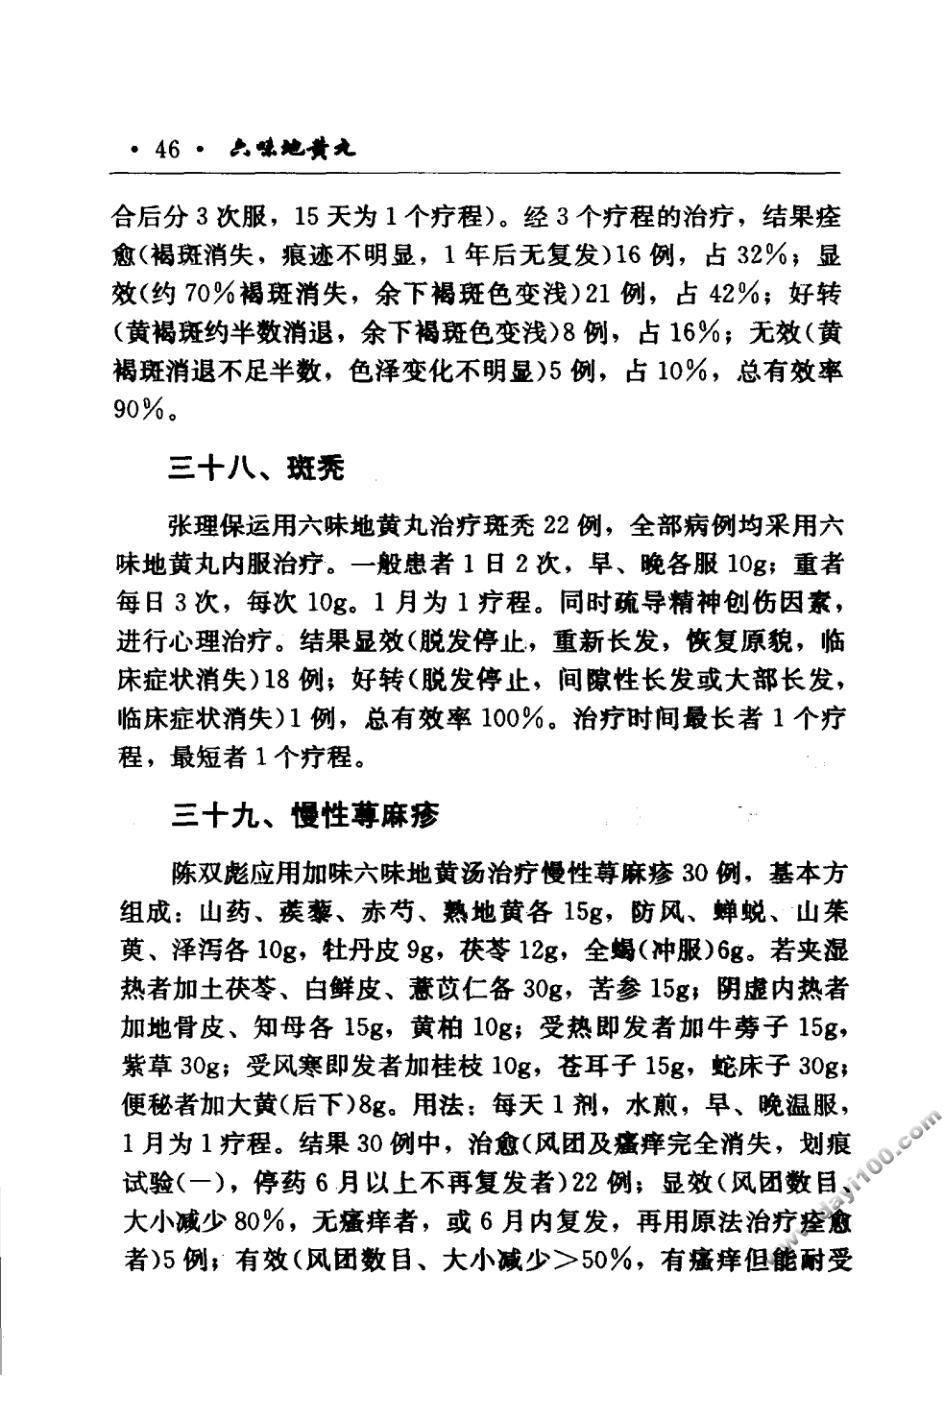 · 46 · 六味地黄丸
合后分 3 次服，15 天为 1 个疗程）。经 3 个疗程的治疗，结果痊
愈(褐斑消失，痕迹不明显，1 年后无复发)16 例，占 32%；显
效(约 70%褐斑消失，余下褐斑色变浅)21 例，占 42%；好转
(黄褐斑约半数消退，余下褐斑色变浅)8 例，占 16%；无效(黄
褐斑消退不足半数，色泽变化不明显)5 例，占 10%，总有效率
90%。
三十八、斑秃
张理保运用六味地黄丸治疗斑秃 22 例，全部病例均采用六
味地黄丸内服治疗。一般患者 1 日 2 次，早、晚各服 10g；重者
每日 3 次，每次 10g。1 月为 1 疗程。同时疏导精神创伤因素，
进行心理治疗。结果显效(脱发停止，重新长发，恢复原貌，临
床症状消失)18 例；好转(脱发停止，间隙性长发或大部长发，
临床症状消失)1 例，总有效率 100%。治疗时间最长者 1 个疗
程，最短者 1 个疗程。
三十九、慢性荨麻疹
陈双彪应用加味六味地黄汤治疗慢性荨麻疹 30 例，基本方
组成：山药、蒺藜、赤芍、熟地黄各 15g，防风、蝉蜕、山茱
萸、泽泻各 10g，牡丹皮 9g，茯苓 12g，全蝎(冲服)6g。若夹湿
热者加土茯苓、白鲜皮、薏苡仁各 30g，苦参 15g；阴虚内热者
加地骨皮、知母各 15g，黄柏 10g；受热即发者加牛蒡子 15g，
紫草 30g；受风寒即发者加桂枝 10g，苍耳子 15g，蛇床子 30g；
便秘者加大黄(后下)8g。用法：每天 1 剂，水煎，早、晚温服，
1 月为 1 疗程。结果 30 例中，治愈(风团及瘙痒完全消失，划痕
试验(一)，停药 6 月以上不再复发者)22 例；显效(风团数目、
大小减少 80%，无瘙痒者，或 6 月内复发，再用原法治疗痊愈
者)5 例；有效(风团数目、大小减少＞50%，有瘙痒但能耐受
www.dayi100.com